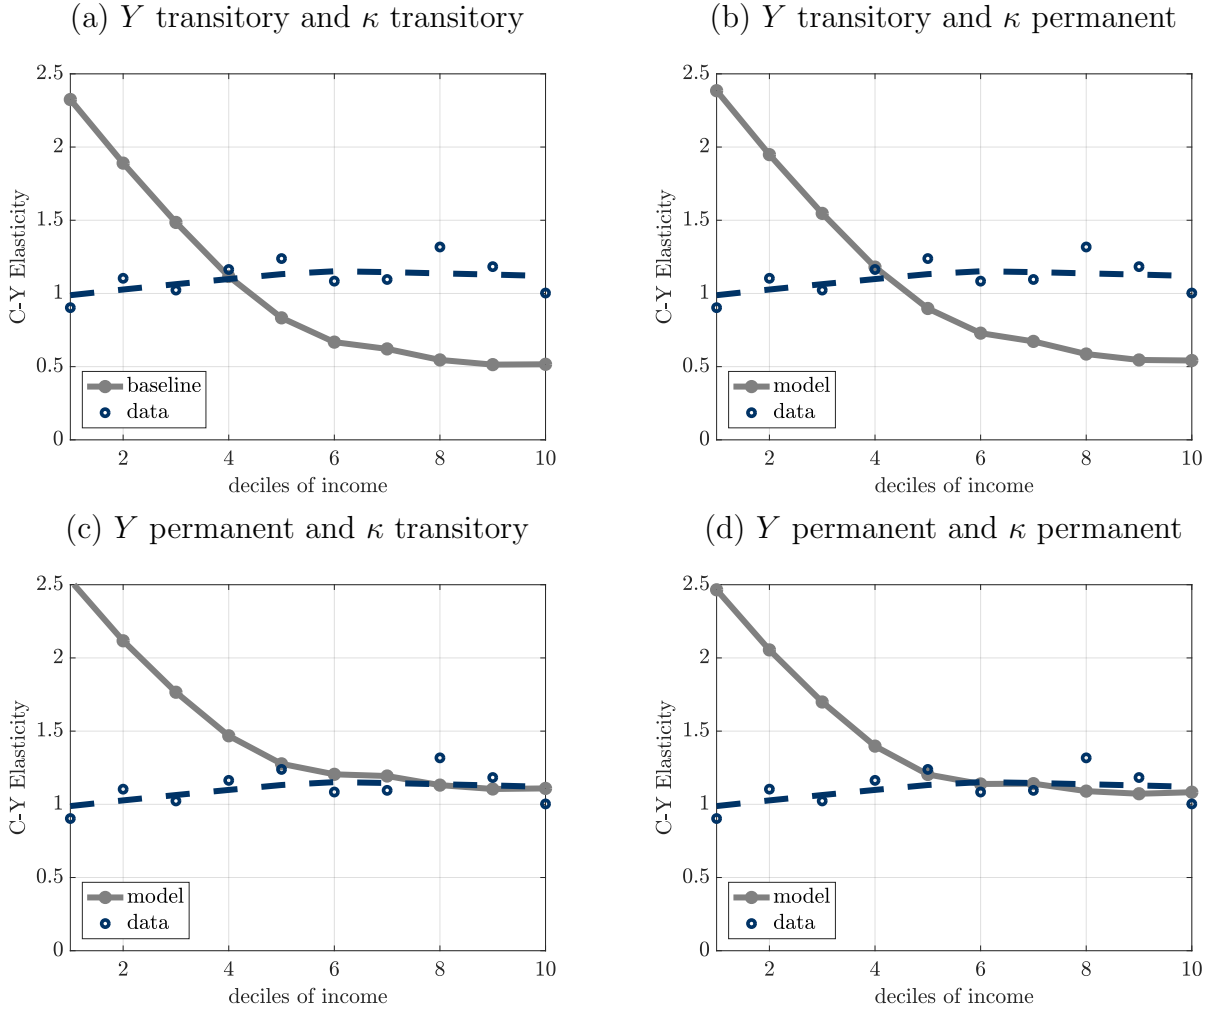 (a) Y transitory and κ transitory
2.5
2
1.5
1
0.5
0
C-Y Elasticity
baseline
data
2 4 6 8 10
deciles of income
(b) Y transitory and κ permanent
2.5
2
1.5
1
0.5
0
C-Y Elasticity
model
data
2 4 6 8 10
deciles of income
(c) Y permanent and κ transitory
2.5
2
1.5
1
0.5
0
C-Y Elasticity
model
data
2 4 6 8 10
deciles of income
(d) Y permanent and κ permanent
2.5
2
1.5
1
0.5
0
C-Y Elasticity
model
data
2 4 6 8 10
deciles of income